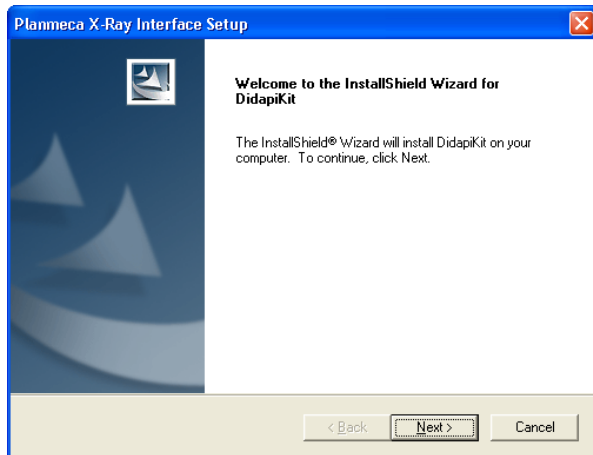 Planmeca X-Ray Interface Setup
Welcome to the InstallShield Wizard for
DidapiKit
The InstallShield® Wizard will install DidapiKit on your
computer. To continue, click Next.
< Back
Next >
Cancel